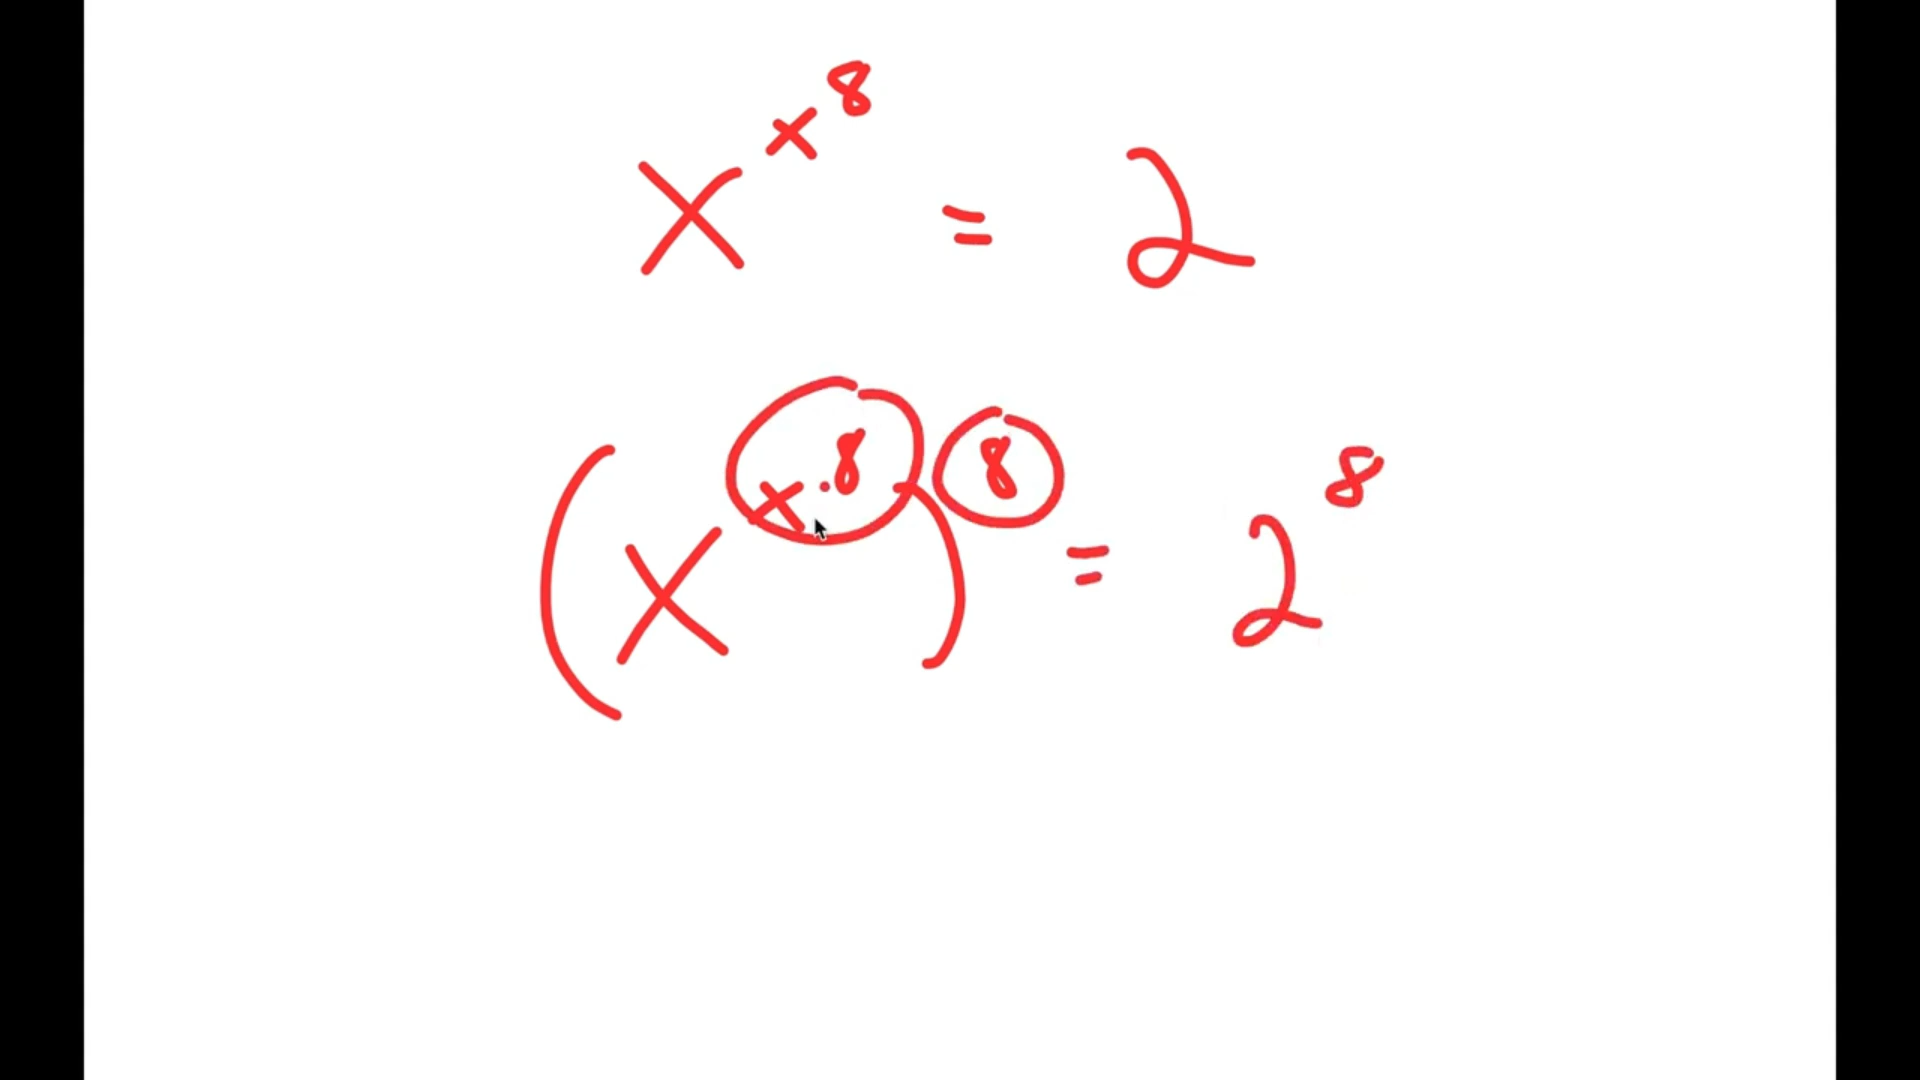 x^x^8 = 2
(x^x·8)^8 = 2^8